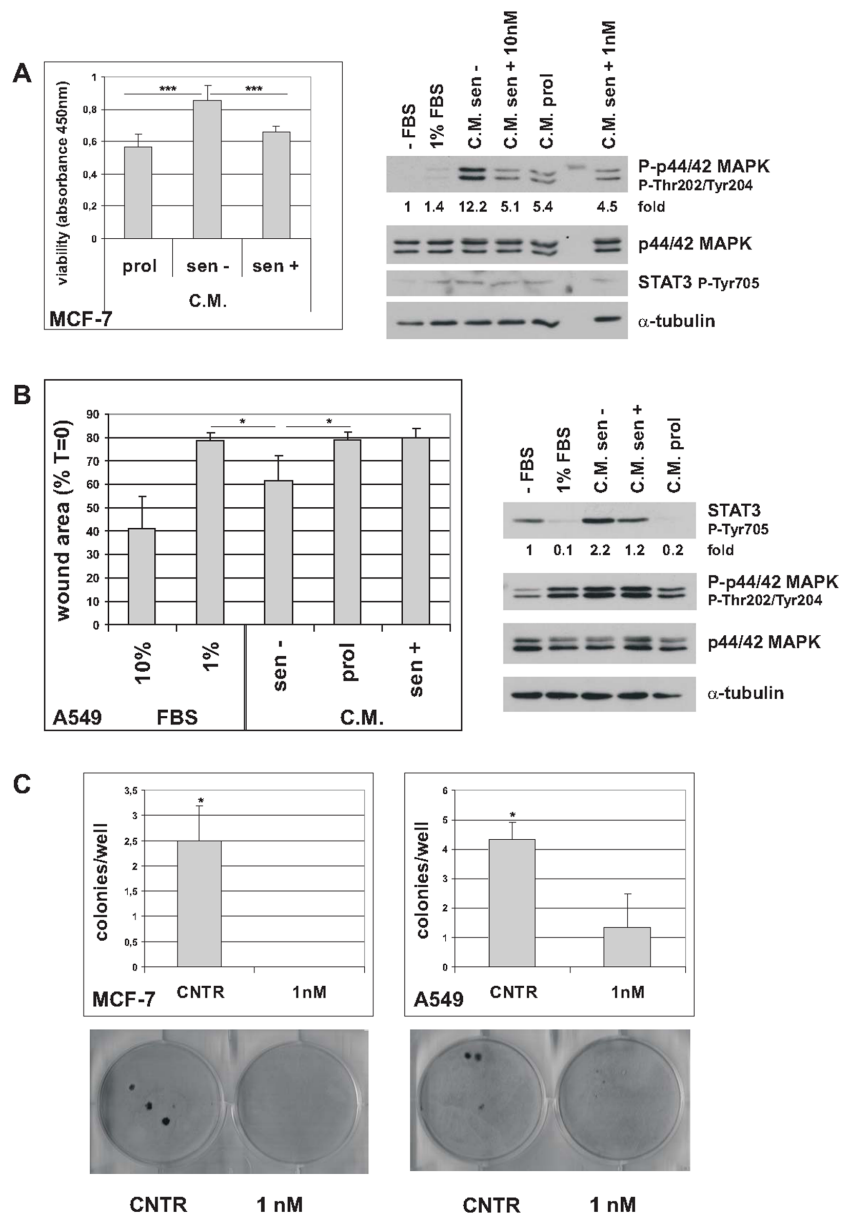 A
viability (absorbance 450nm)
1
0,8
0,6
0,4
0,2
0
*** ***
prol sen - sen +
C.M.
MCF-7
- FBS
1% FBS
C.M. sen -
C.M. sen + 10nM
C.M. prol
C.M. sen + 1nM
P-p44/42 MAPK
P-Thr202/Tyr204
1 1.4 12.2 5.1 5.4 4.5 fold
p44/42 MAPK
STAT3 P-Tyr705
α-tubulin
B
wound area (% T=0)
90
80
70
60
50
40
30
20
10
0
* *
10% 1% sen - prol sen +
A549 FBS C.M.
- FBS
1% FBS
C.M. sen -
C.M. sen +
C.M. prol
STAT3
P-Tyr705
1 0.1 2.2 1.2 0.2 fold
P-p44/42 MAPK
P-Thr202/Tyr204
p44/42 MAPK
α-tubulin
C
colonies/well
3,5
3
2,5
2
1,5
1
0,5
0
*
CNTR 1nM
MCF-7
colonies/well
6
5
4
3
2
1
0
*
CNTR 1nM
A549
CNTR 1 nM
CNTR 1 nM